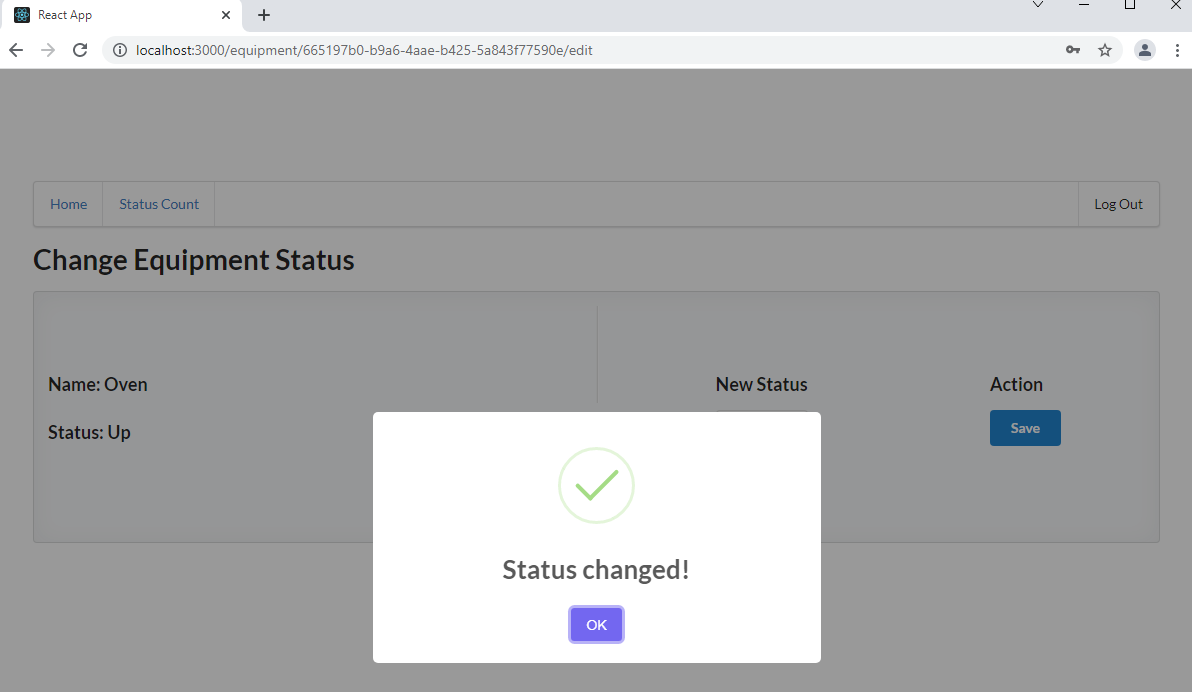 React App
localhost:3000/equipment/665197b0-b9a6-4aae-b425-5a843f77590e/edit
Home Status Count Log Out
Change Equipment Status
Name: Oven New Status Action
Status: Up Save
Status changed!
OK